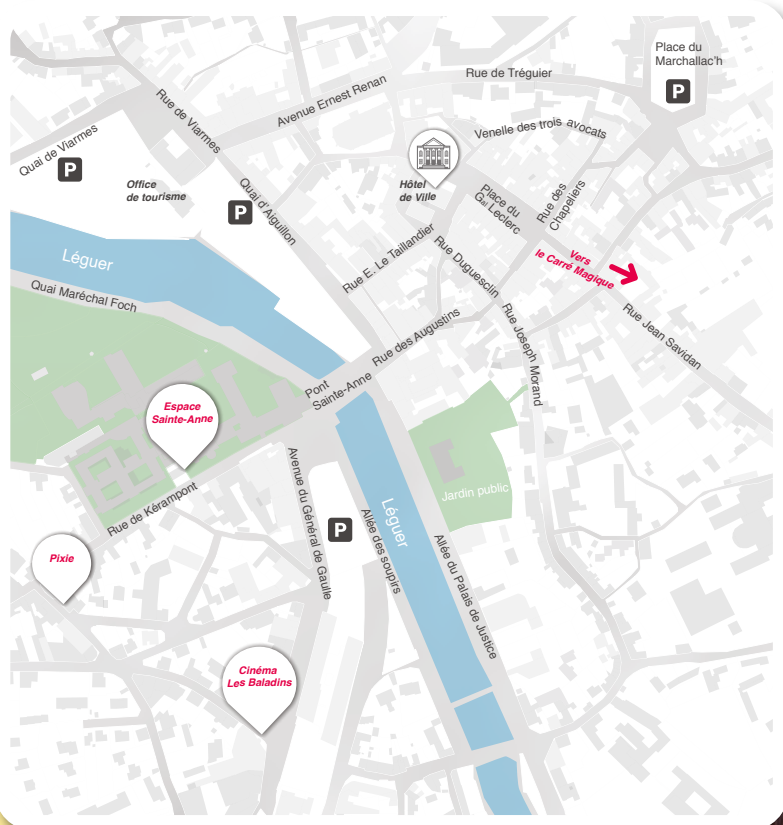 Place du
Marchallac'h
P
Rue de Tréguier
Avenue Ernest Renan
Rue de Viarmes
Venelle des trois avocats
Quai de Viarmes
P
Office
de tourisme
Hôtel
de Ville
Place du
Gal Leclerc
Rue des
Chapeliers
P
Quai d'Aiguillon
Rue E. Le Taillandier
Rue Duguesclin
Vers
le Carré Magique
Léguer
Quai Maréchal Foch
Rue des Augustins
Rue Joseph Morand
Rue Jean Savidan
Pont
Sainte-Anne
Espace
Sainte-Anne
Rue de Kérampont
Avenue du Général de Gaulle
P
Allée des soupirs
Léguer
Jardin public
Allée du Palais de Justice
Pixie
Cinéma
Les Baladins